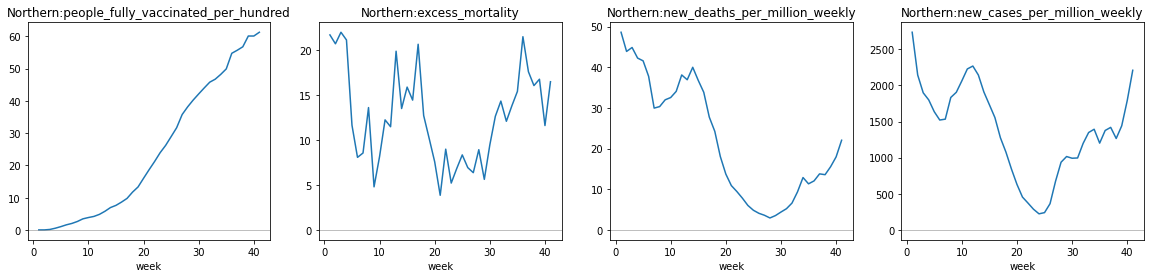 Northern:people_fully_vaccinated_per_hundred
60
50
40
30
20
10
0
0 10 20 30 40
week
Northern:excess_mortality
20
15
10
5
0
0 10 20 30 40
week
Northern:new_deaths_per_million_weekly
50
40
30
20
10
0
0 10 20 30 40
week
Northern:new_cases_per_million_weekly
2500
2000
1500
1000
500
0
0 10 20 30 40
week